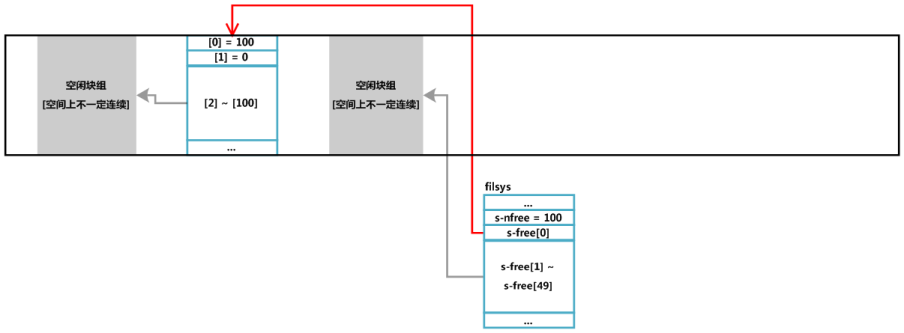 [0] = 100
[1] = 0
空闲块组
[空间上不一定连续]
[2] ~ [100]
空闲块组
[空间上不一定连续]
...
filsys
...
s-nfree = 100
s-free[0]
s-free[1] ~
s-free[49]
...